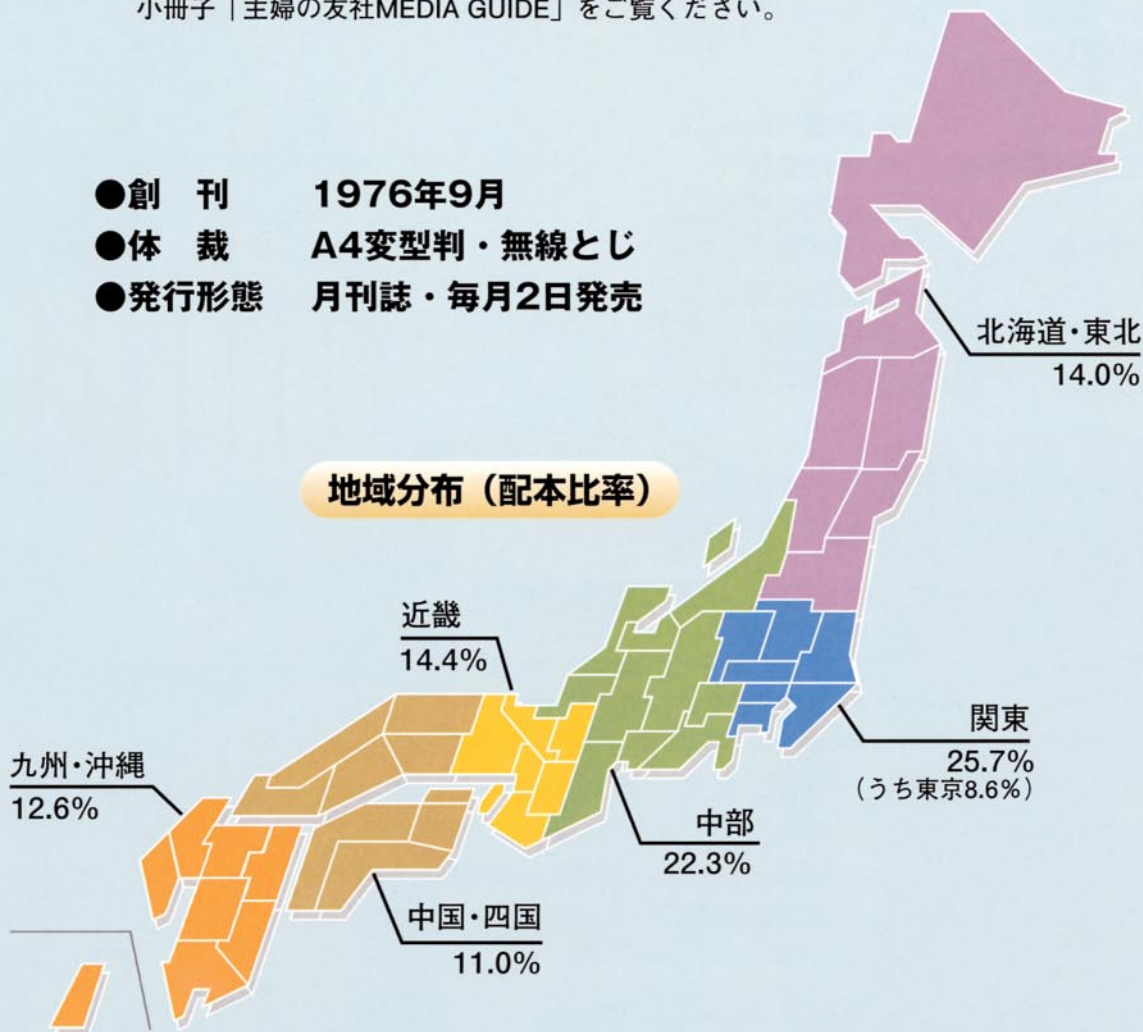 小冊子「主婦の友社MEDIA GUIDE」をご覧ください。
●創　刊　1976年9月
●体　裁　A4変型判・無線とじ
●発行形態　月刊誌・毎月2日発売
北海道・東北
14.0%
地域分布（配本比率）
近畿
14.4%
関東
25.7%
（うち東京8.6%）
九州・沖縄
12.6%
中部
22.3%
中国・四国
11.0%